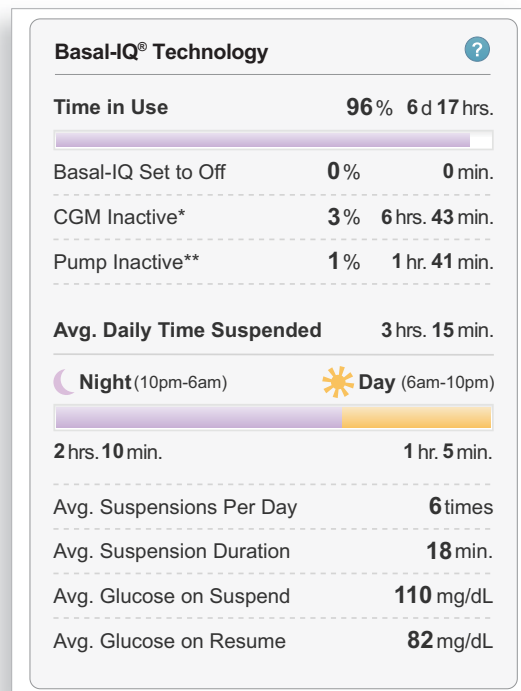 Basal-IQ® Technology ?
Time in Use 96% 6 d 17 hrs.
Basal-IQ Set to Off 0% 0 min.
CGM Inactive* 3% 6 hrs. 43 min.
Pump Inactive** 1% 1 hr. 41 min.
Avg. Daily Time Suspended 3 hrs. 15 min.
Night (10pm-6am) Day (6am-10pm)
2 hrs. 10 min. 1 hr. 5 min.
Avg. Suspensions Per Day 6 times
Avg. Suspension Duration 18 min.
Avg. Glucose on Suspend 110 mg/dL
Avg. Glucose on Resume 82 mg/dL